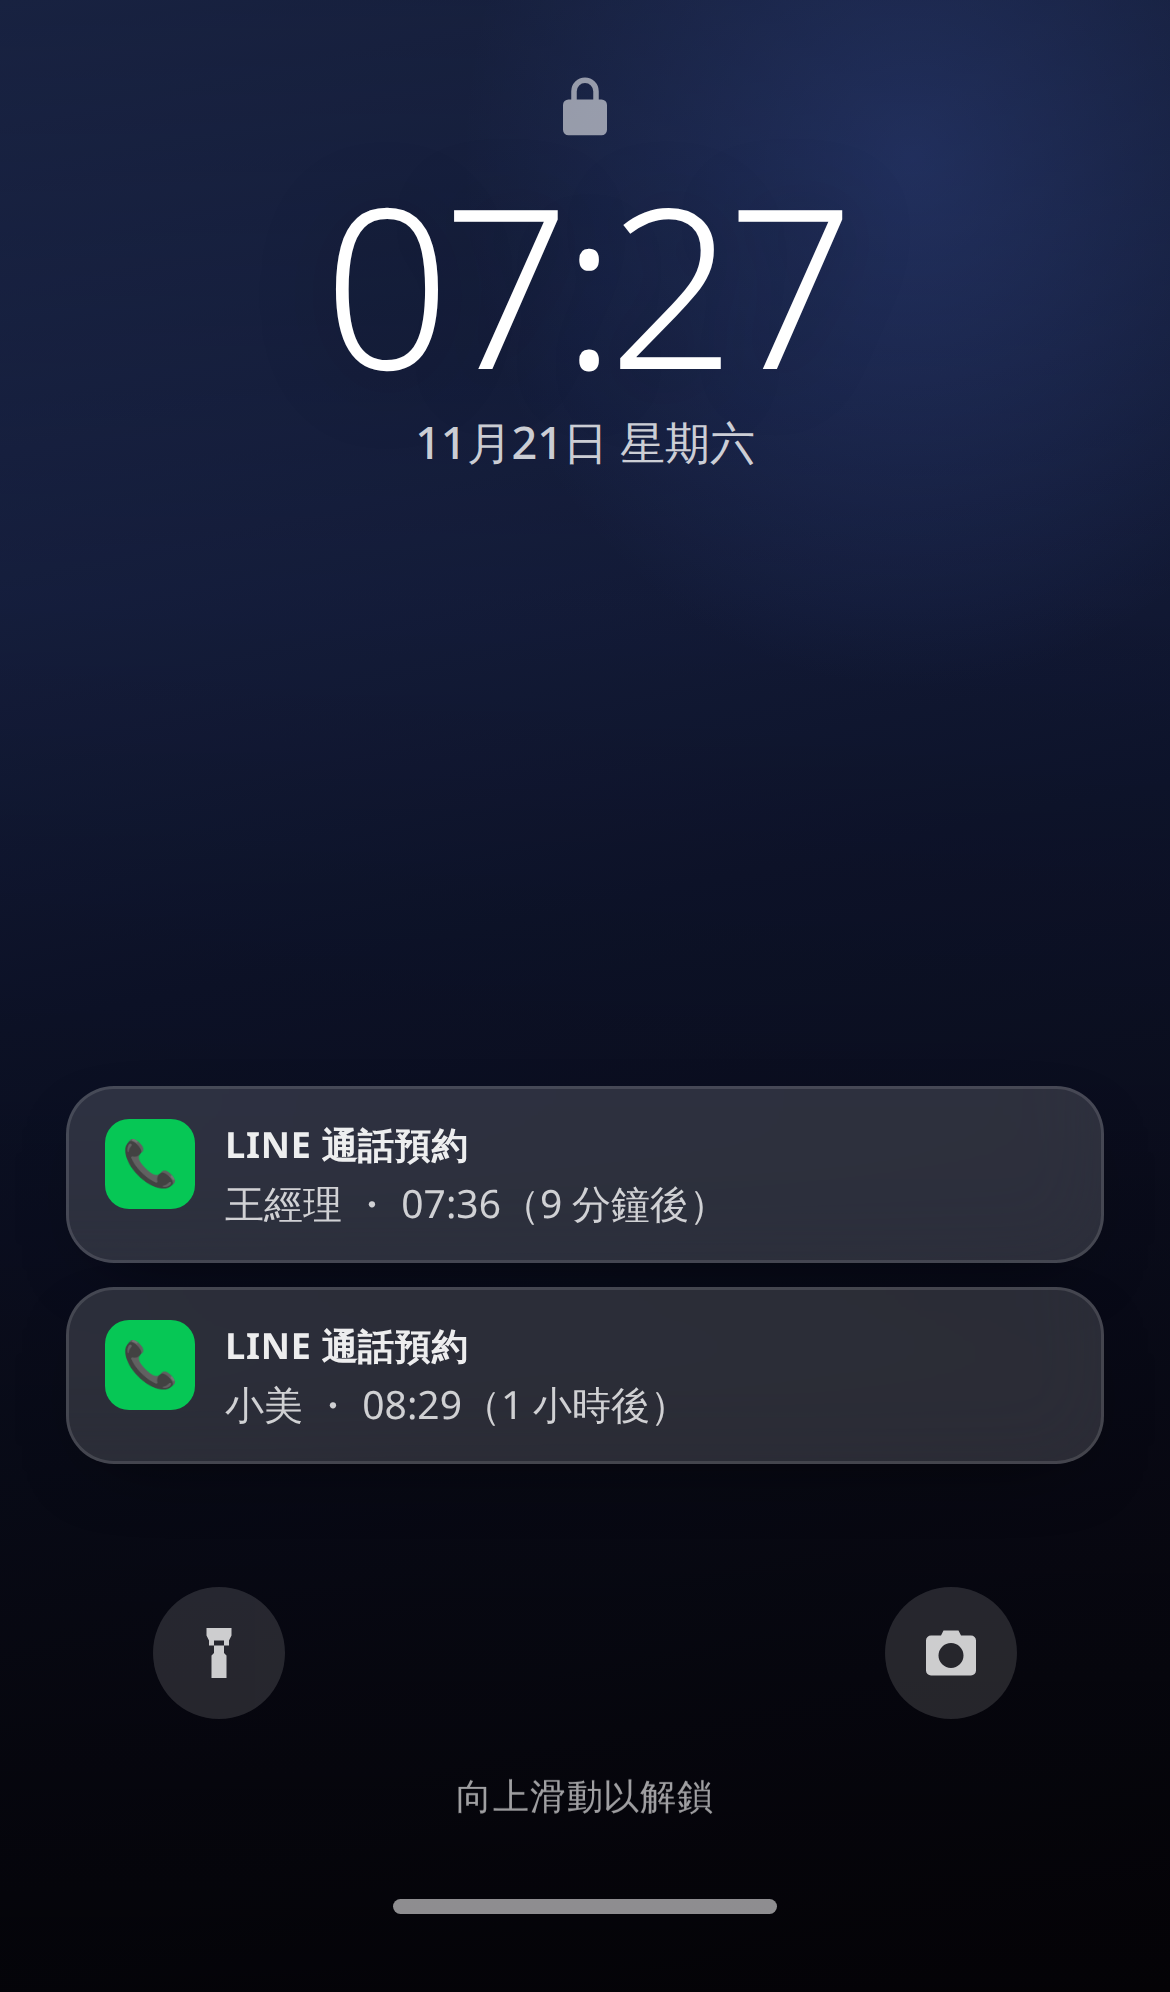 07:27
11月21日 星期六
LINE 通話預約
王經理 · 07:36（9 分鐘後）
LINE 通話預約
小美 · 08:29（1 小時後）
向上滑動以解鎖